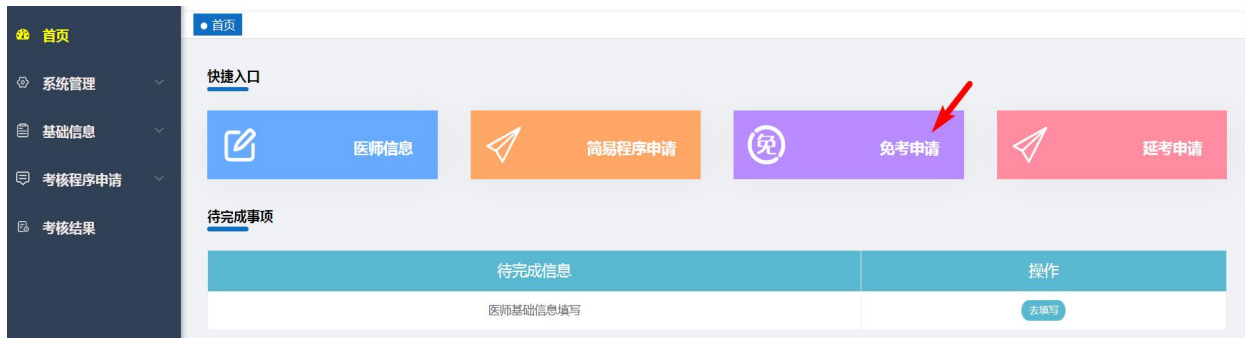 首页
系统管理
基础信息
考核程序申请
考核结果
首页
快捷入口
医师信息
简易程序申请
免
免考申请
延考申请
待完成事项
待完成信息 操作
医师基础信息填写 去填写